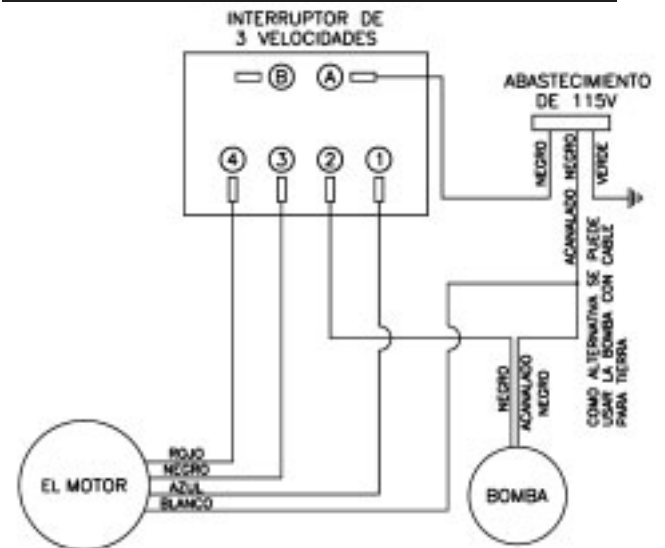 INTERRUPTOR DE
3 VELOCIDADES
B
A
ABASTECIMIENTO
DE 115V
4
3
2
1
NEGRO
ACANALADO NEGRO
VERDE
COMO ALTERNATIVA SE PUEDE
USAR LA BOMBA CON CABLE
PARA TIERRA
NEGRO
ACANALADO
NEGRO
ROJO
NEGRO
AZUL
BLANCO
EL MOTOR
BOMBA